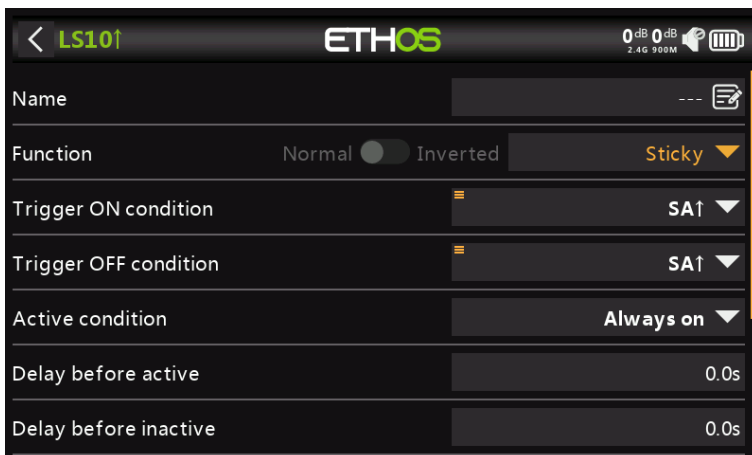 LS10↑ ETHOS 0dB 0dB
2.4G 900M
Name ---
Function Normal Inverted Sticky
Trigger ON condition SA↑
Trigger OFF condition SA↑
Active condition Always on
Delay before active 0.0s
Delay before inactive 0.0s